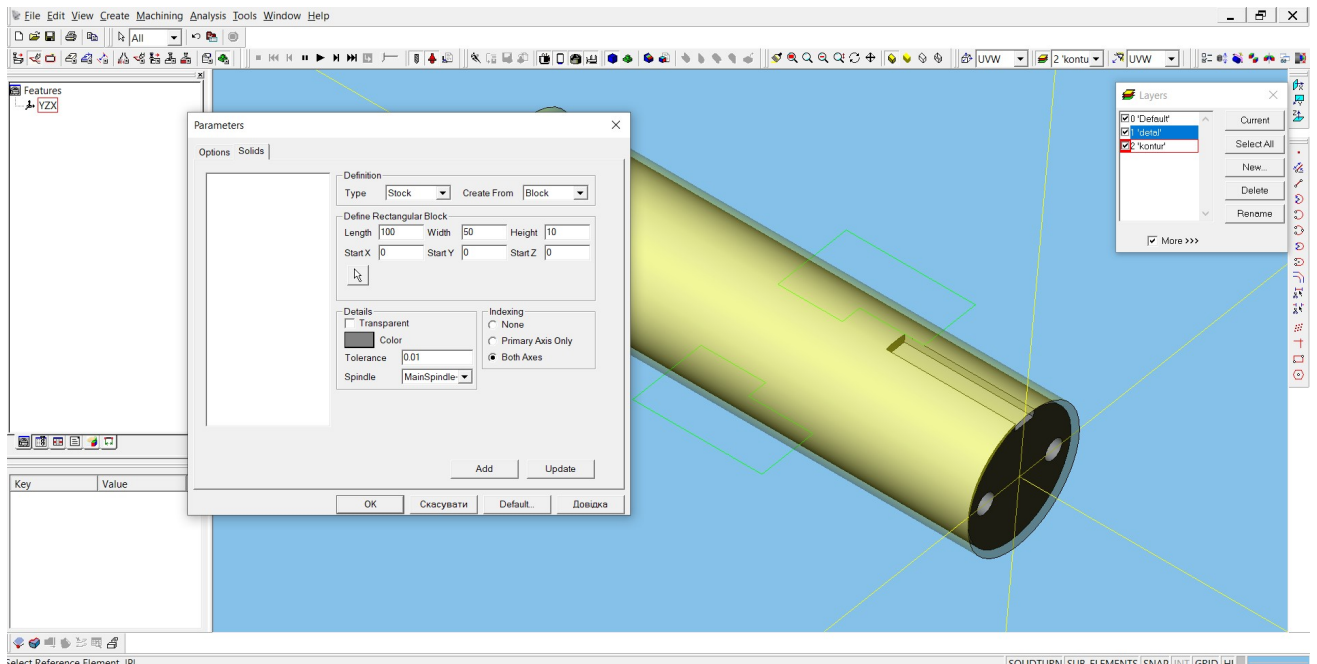 File Edit View Create Machining Analysis Tools Window Help
All
UVW 2 'kontu UVW
Features
YZX
Key Value
Parameters
Options Solids
Definition
Type Stock Create From Block
Define Rectangular Block
Length 100 Width 50 Height 10
Start X 0 Start Y 0 Start Z 0
Details
Transparent
Color
Tolerance 0.01
Spindle MainSpindle-
Indexing
None
Primary Axis Only
Both Axes
Add Update
OK Скасувати Default... Довідка
Layers
0 'Default'
1 'detal'
2 'kontur'
Current
Select All
New...
Delete
Rename
More >>>
Select Reference Element
SOLIDTURN SUB-ELEMENTS SNAP INT GRID HI